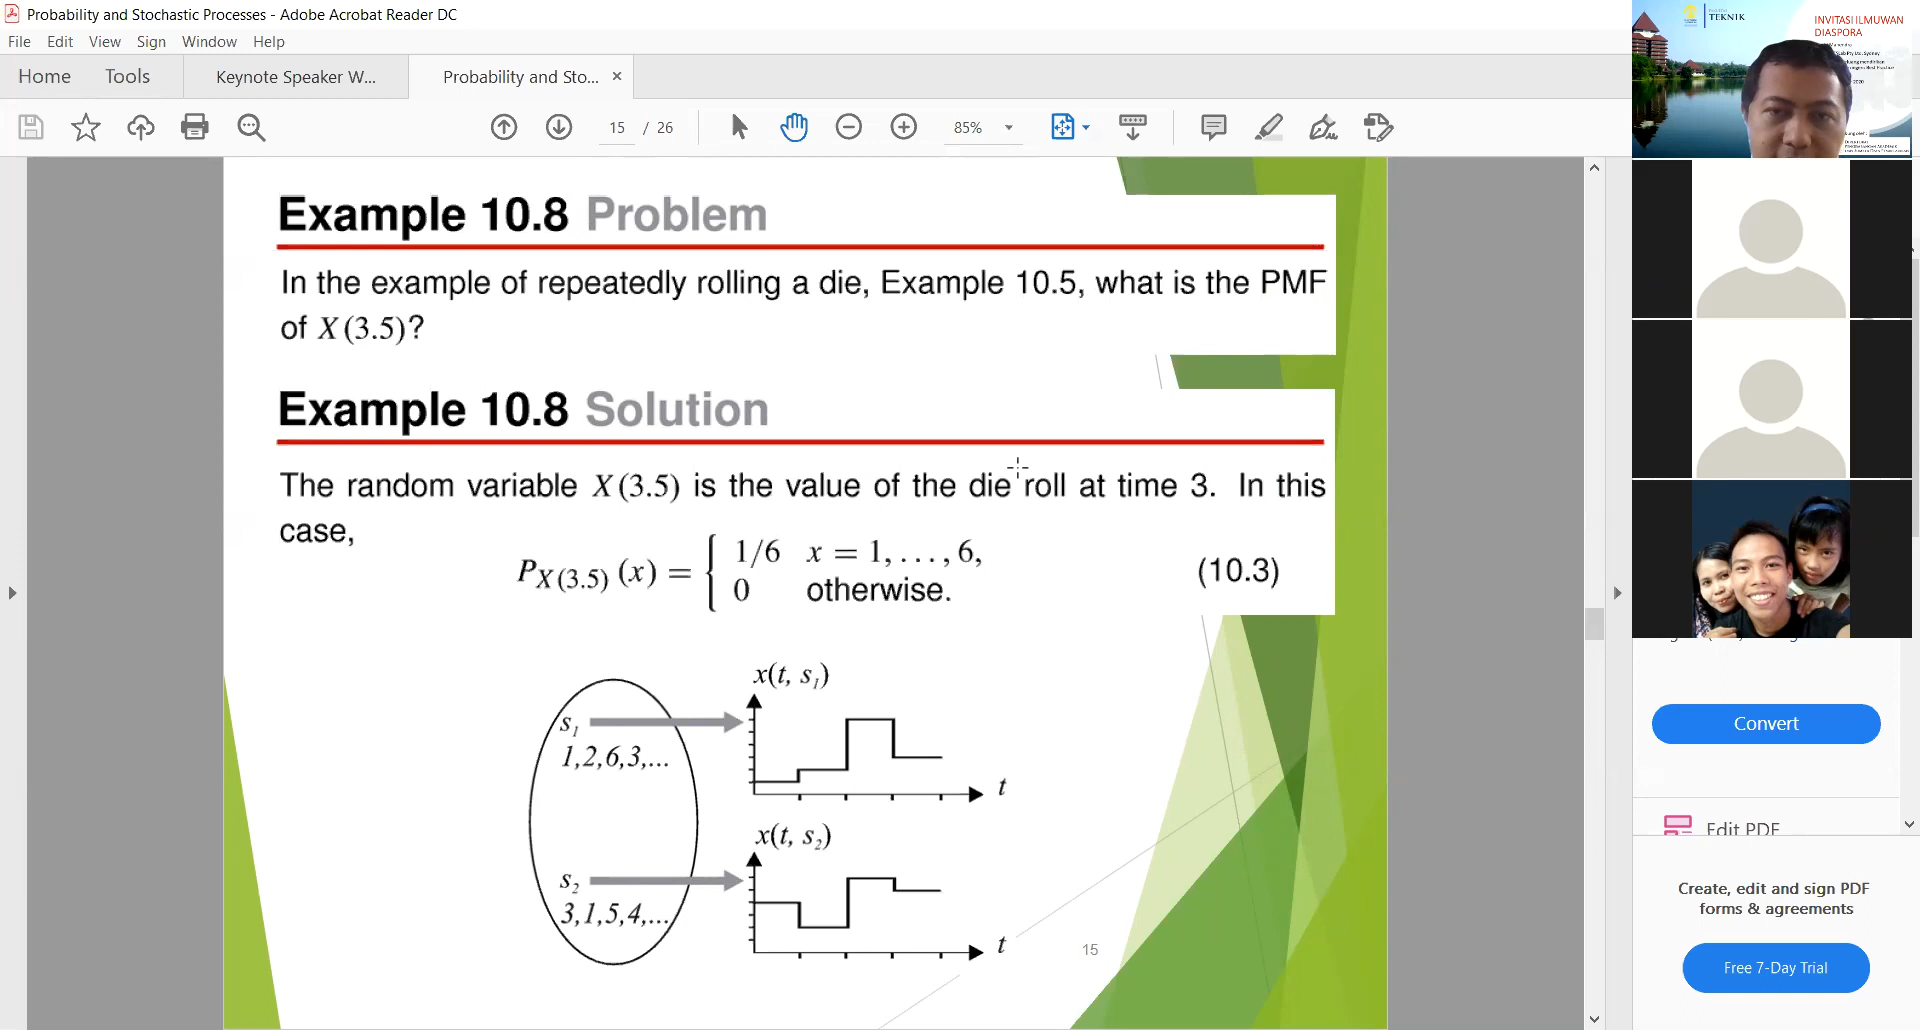 Probability and Stochastic Processes - Adobe Acrobat Reader DC
File Edit View Sign Window Help
Home Tools Keynote Speaker W... Probability and Sto... ×
15 / 26 85%
Example 10.8 Problem
In the example of repeatedly rolling a die, Example 10.5, what is the PMF
of X(3.5)?
Example 10.8 Solution
The random variable X(3.5) is the value of the die roll at time 3. In this
case,
P_{X(3.5)}(x) = { 1/6 x = 1, . . . , 6,
0 otherwise.
(10.3)
x(t, s₁)
s₁
1,2,6,3,...
t
x(t, s₂)
s₂
3,1,5,4,...
t
15
TEKNIK
INVITASI ILMUWAN
DIASPORA
Convert
Edit PDF
Create, edit and sign PDF
forms & agreements
Free 7-Day Trial